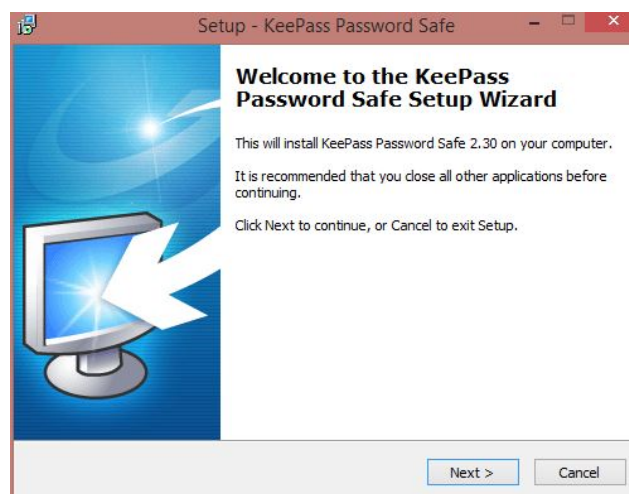 Setup - KeePass Password Safe
Welcome to the KeePass
Password Safe Setup Wizard
This will install KeePass Password Safe 2.30 on your computer.
It is recommended that you close all other applications before
continuing.
Click Next to continue, or Cancel to exit Setup.
Next >
Cancel